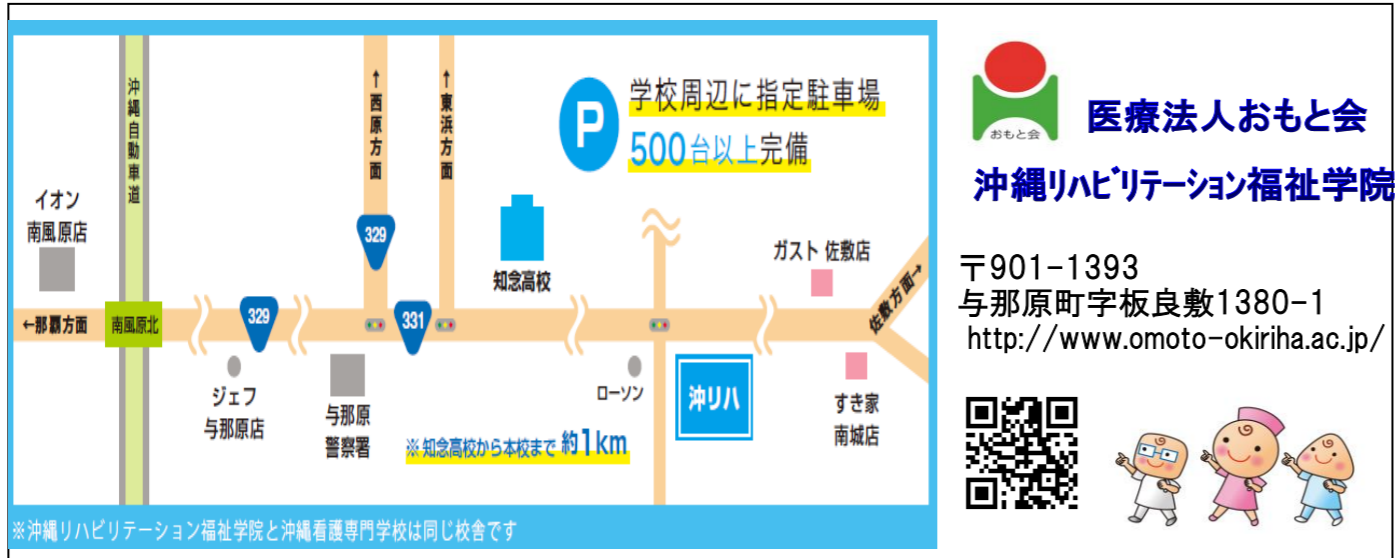 沖縄自動車道
↑西原方面
↑東浜方面
P
学校周辺に指定駐車場
500台以上完備
イオン
南風原店
329
知念高校
ガスト 佐敷店
←那覇方面
南風原北
329
331
佐敷方面→
ジェフ
与那原店
与那原
警察署
ローソン
沖リハ
すき家
南城店
※知念高校から本校まで 約1km
※沖縄リハビリテーション福祉学院と沖縄看護専門学校は同じ校舎です
おもと会
医療法人おもと会
沖縄リハビリテーション福祉学院
〒901-1393
与那原町字板良敷1380-1
http://www.omoto-okiriha.ac.jp/